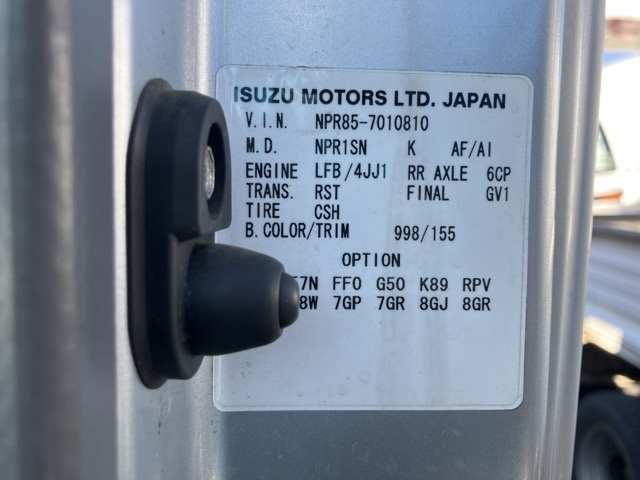 ISUZU MOTORS LTD. JAPAN
V.I.N. NPR85-7010810
M.D. NPR1SN K AF/AI
ENGINE LFB/4JJ1 RR AXLE 6CP
TRANS. RST FINAL GV1
TIRE CSH
B.COLOR/TRIM 998/155
OPTION
FF0 G50 K89 RPV
7GP 7GR 8GJ 8GR